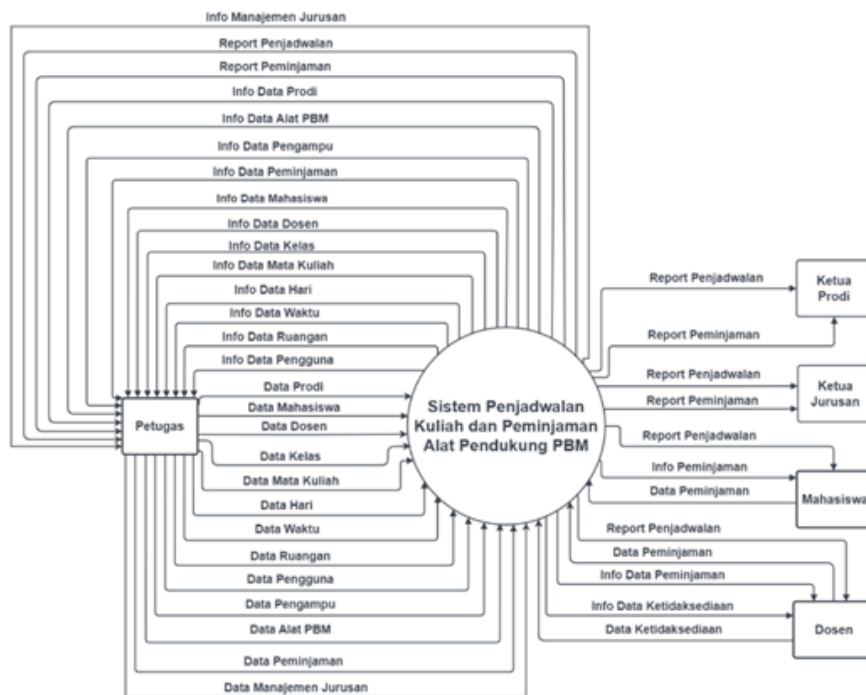 Info Manajemen Jurusan
Report Penjadwalan
Report Peminjaman
Info Data Prodi
Info Data Alat PBM
Info Data Pengampu
Info Data Peminjaman
Info Data Mahasiswa
Info Data Dosen
Info Data Kelas
Info Data Mata Kuliah
Info Data Hari
Info Data Waktu
Info Data Ruangan
Info Data Pengguna
Data Prodi
Data Mahasiswa
Data Dosen
Data Kelas
Data Mata Kuliah
Data Hari
Data Waktu
Data Ruangan
Data Pengguna
Data Pengampu
Data Alat PBM
Data Peminjaman
Data Manajemen Jurusan
Petugas
Sistem Penjadwalan
Kuliah dan Peminjaman
Alat Pendukung PBM
Report Penjadwalan
Report Peminjaman
Ketua
Prodi
Report Penjadwalan
Report Peminjaman
Ketua
Jurusan
Report Penjadwalan
Info Peminjaman
Data Peminjaman
Mahasiswa
Report Penjadwalan
Data Peminjaman
Info Data Peminjaman
Info Data Ketidaksediaan
Data Ketidaksediaan
Dosen